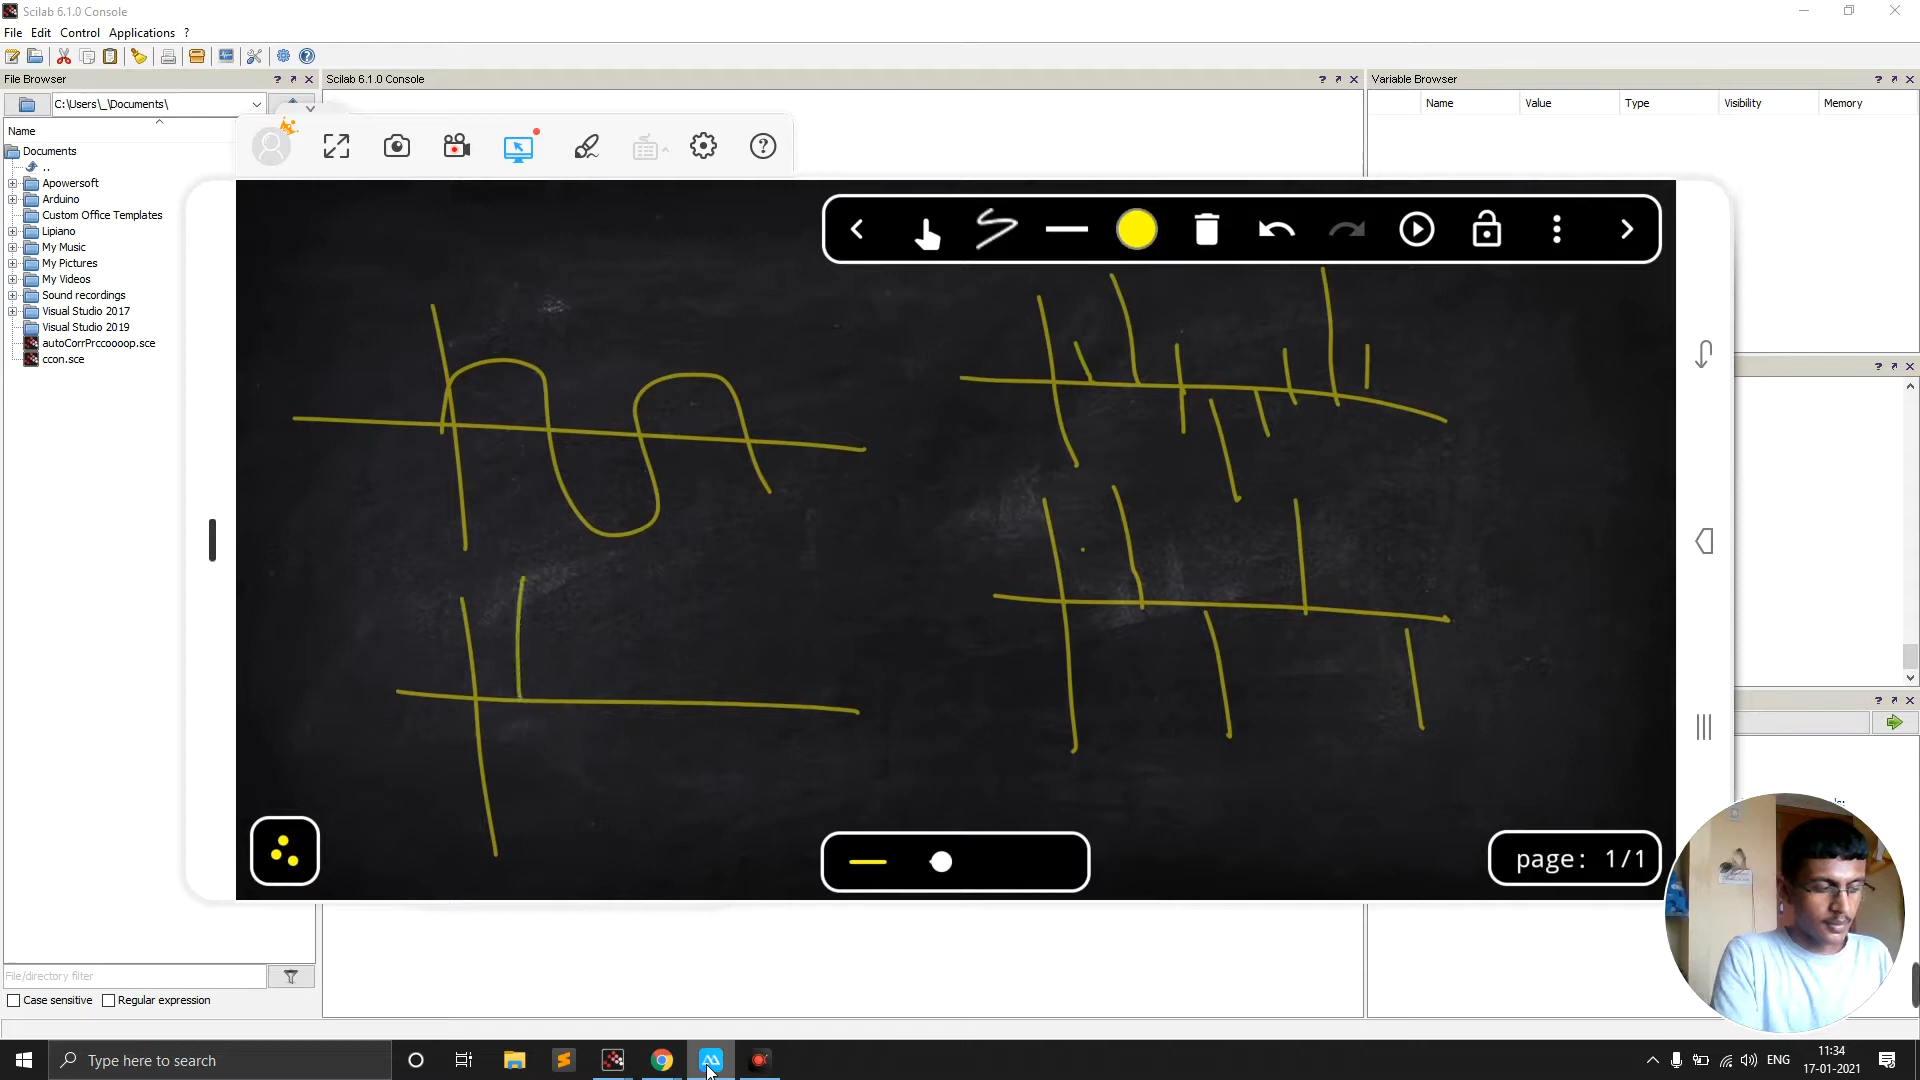 Scilab 6.1.0 Console
File Edit Control Applications ?
File Browser ? Scilab 6.1.0 Console ? Variable Browser ?
C:\Users\_\Documents\
Name Value Type Visibility Memory
Name
Documents
..
Apowersoft
Arduino
Custom Office Templates
Lipiano
My Music
My Pictures
My Videos
Sound recordings
Visual Studio 2017
Visual Studio 2019
autoCorrPrccoooop.sce
ccon.sce
?
?
page: 1/1
File/directory filter
Case sensitive Regular expression
Type here to search
ENG
11:34
17-01-2021